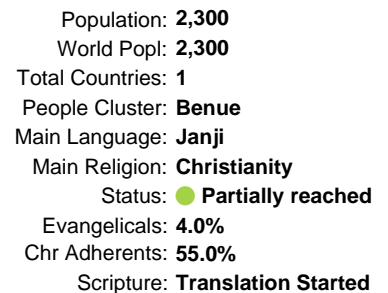 Population: 2,300
World Popl: 2,300
Total Countries: 1
People Cluster: Benue
Main Language: Janji
Main Religion: Christianity
Status: Partially reached
Evangelicals: 4.0%
Chr Adherents: 55.0%
Scripture: Translation Started